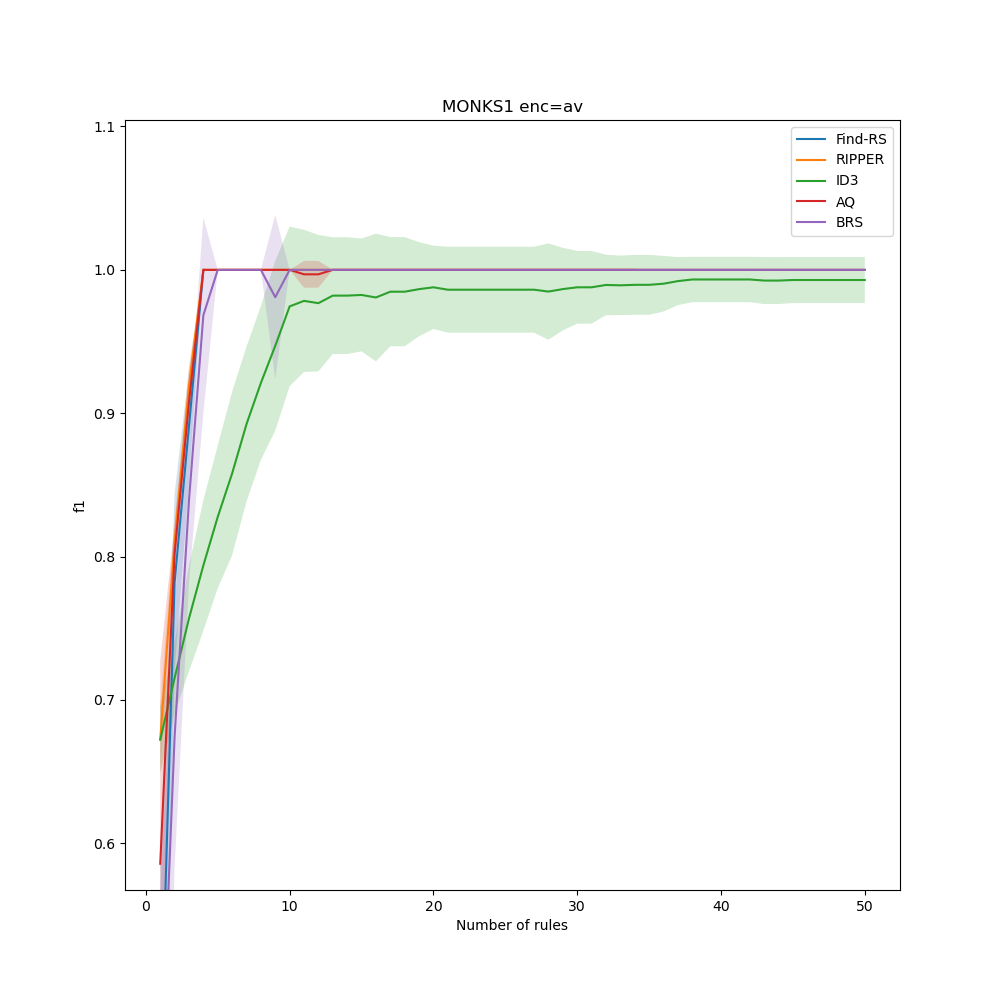 MONKS1 enc=av
1.1
1.0
0.9
0.8
0.7
0.6
f1
Find-RS
RIPPER
ID3
AQ
BRS
0 10 20 30 40 50
Number of rules